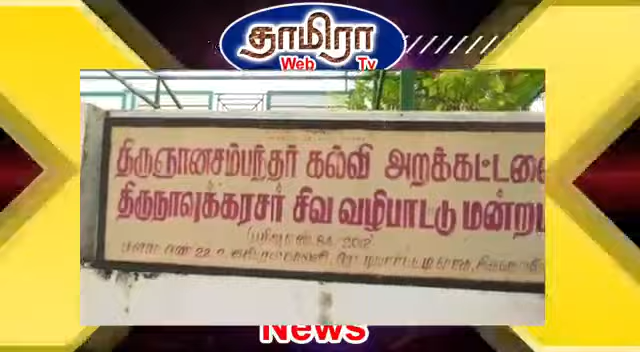 தாமிரா
Web Tv
திருஞானசம்பந்தர் கல்வி அறக்கட்டளை
திருநாவுக்கரசர் சிவ வழிபாட்டு மன்றம்
News